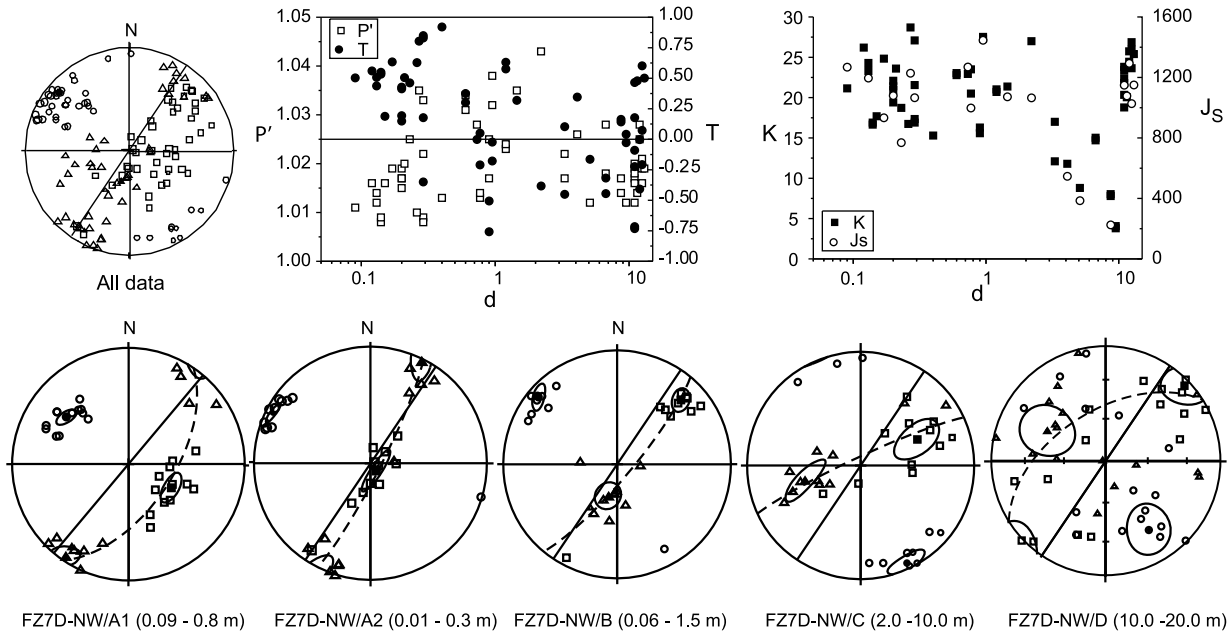 N
All data
1.05
1.04
1.03
1.02
1.01
1.00
P'
P'
T
1.00
0.75
0.50
0.25
0.00
-0.25
-0.50
-0.75
-1.00
T
0.1
1
10
d
30
25
20
15
10
5
0
K
K
Js
1600
1200
800
400
0
JS
0.1
1
10
d
N
N
FZ7D-NW/A1 (0.09 - 0.8 m)
FZ7D-NW/A2 (0.01 - 0.3 m)
FZ7D-NW/B (0.06 - 1.5 m)
FZ7D-NW/C (2.0 -10.0 m)
FZ7D-NW/D (10.0 -20.0 m)